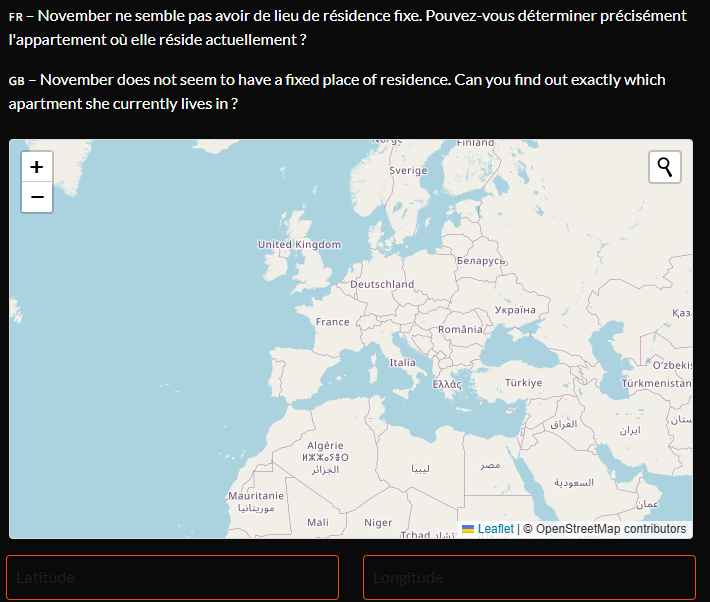 FR – November ne semble pas avoir de lieu de résidence fixe. Pouvez-vous déterminer précisément
l'appartement où elle réside actuellement ?
GB – November does not seem to have a fixed place of residence. Can you find out exactly which
apartment she currently lives in ?
+
−
Norge
Finland
Sverige
United Kingdom
Беларусь
Deutschland
Україна
France
Қаз
România
Italia
O'zbekis
Ελλάς
Türkiye
Türkmenistan
العراق
ایران
Algérie
ⵍⵣⵣⴰⵢⴻⵔ
الجزائر
ليبيا
مصر
السعودية
Mauritanie
موريتانيا
عمان
Mali
Niger
Tchad تشاد
Leaflet | © OpenStreetMap contributors
Latitude
Longitude